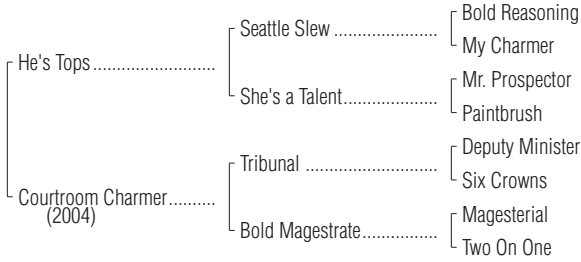 Bold Reasoning
Seattle Slew ....................
My Charmer
He's Tops.........................
Mr. Prospector
She's a Talent....................
Paintbrush
Deputy Minister
Tribunal ...........................
Six Crowns
Courtroom Charmer..........
(2004)
Magesterial
Bold Magestrate................
Two On One